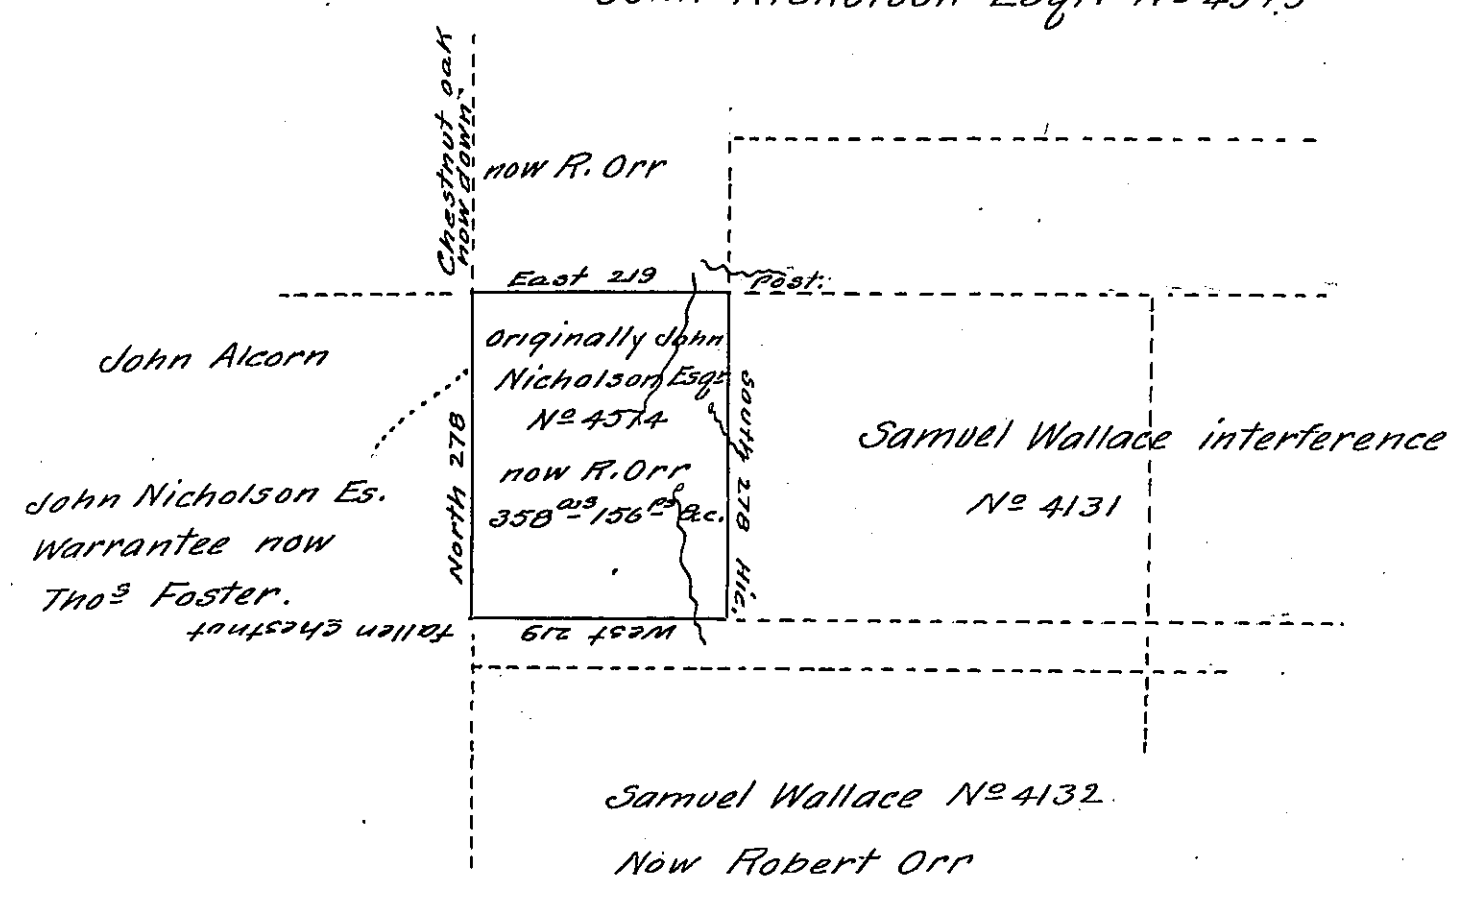 John Nicholson Esqr. Nº 4575
Chestnut oak
now down.
now R. Orr
East 219
Post.
John Alcorn
Originally John
Nicholson Esqr
Nº 4574
now R. Orr
358 ars 156 ps &c.
North 278
South 278 Hic.
Samuel Wallace interference
Nº 4131
John Nicholson Es.
Warrantee now
Thos Foster.
fallen chestnut
West 219
Samuel Wallace Nº 4132.
Now Robert Orr